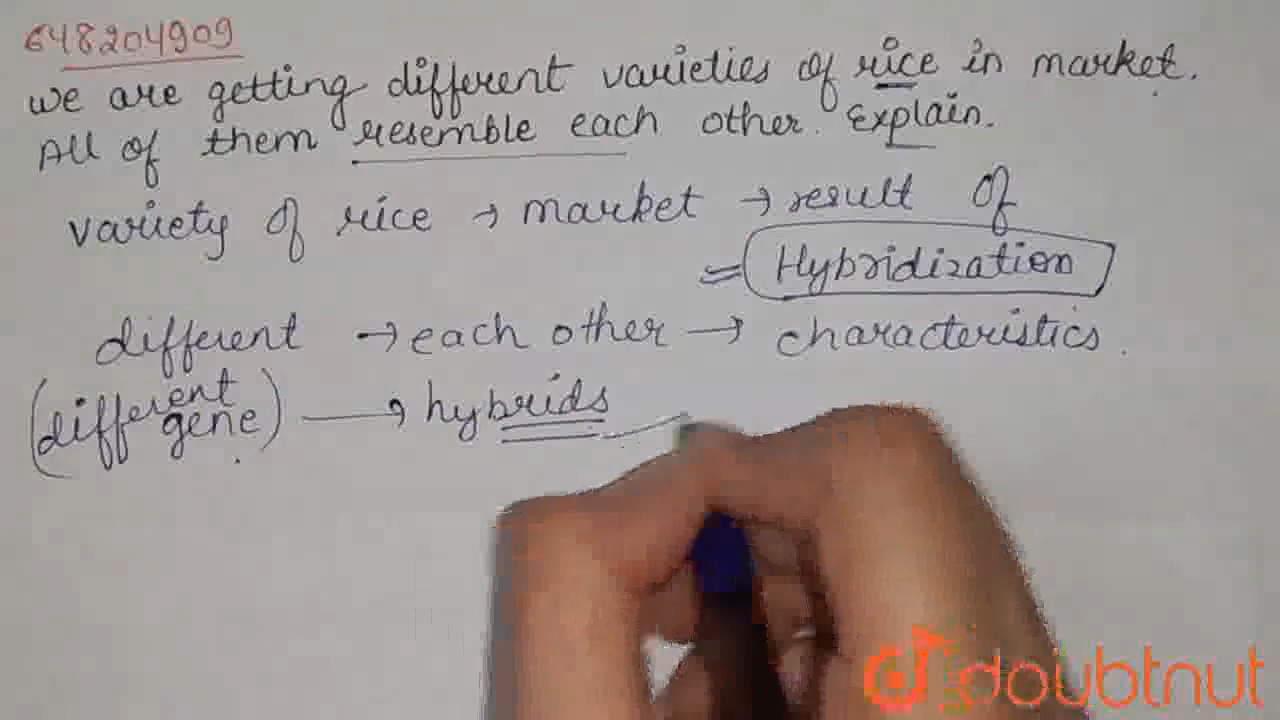 648204909
we are getting different varieties of rice in market.
All of them resemble each other. Explain.
variety of rice → market → result of
= Hybridization
different → each other → characteristics.
(different gene) → hybrids
doubtnut